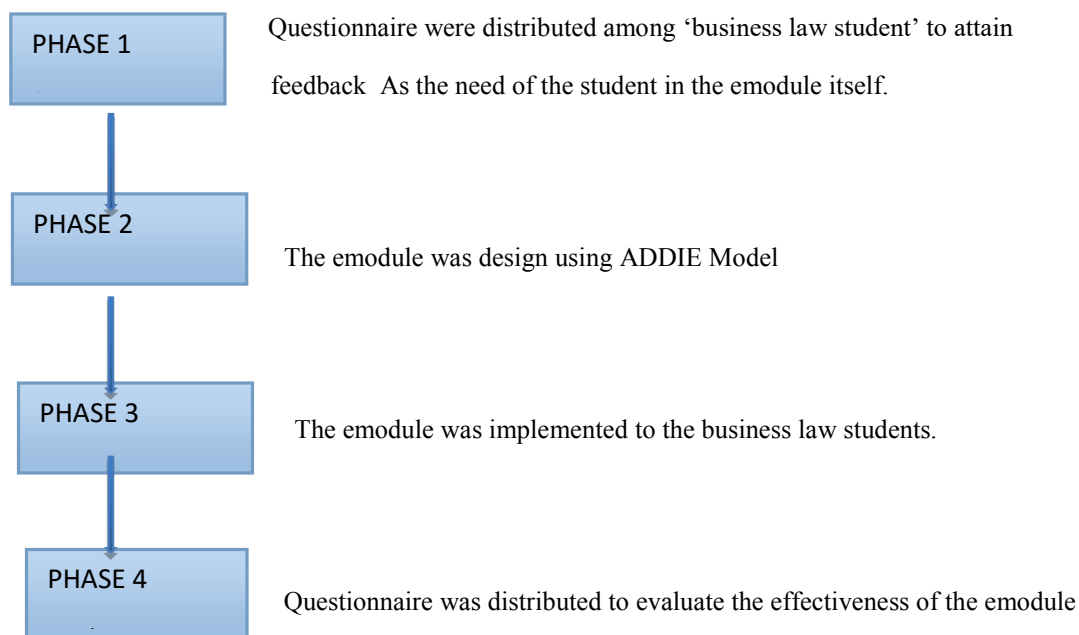 PHASE 1
Questionnaire were distributed among ‘business law student’ to attain
feedback As the need of the student in the emodule itself.
PHASE 2
The emodule was design using ADDIE Model
PHASE 3
The emodule was implemented to the business law students.
PHASE 4
Questionnaire was distributed to evaluate the effectiveness of the emodule